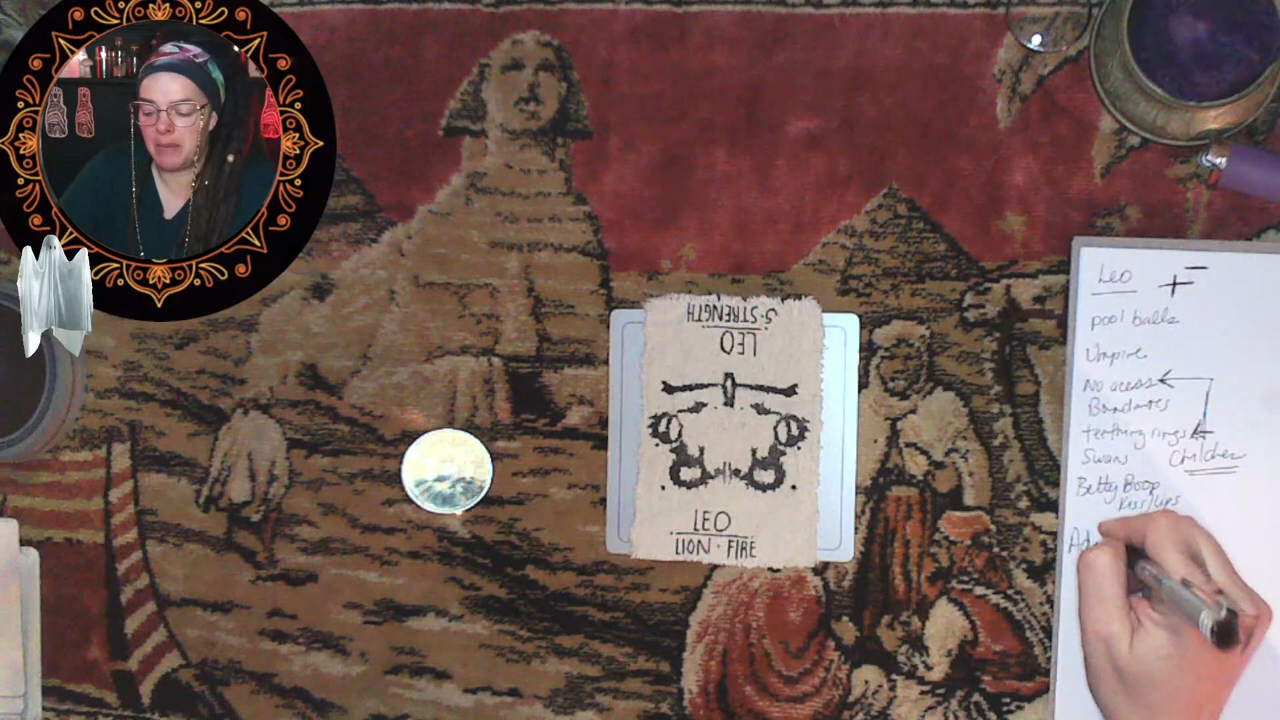 8-STRENGTH
LEO
LEO
LION · FIRE
Leo + -
pool balls
Umpire
No access
Boundaries
teething rings
Swans Children
Betty Boop
Kiss/Lips